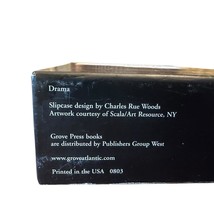 Drama
Slipcase design by Charles Rue Woods
Artwork courtesy of Scala/Art Resource, NY
Grove Press books
are distributed by Publishers Group West
www.groveatlantic.com
Printed in the USA 0803